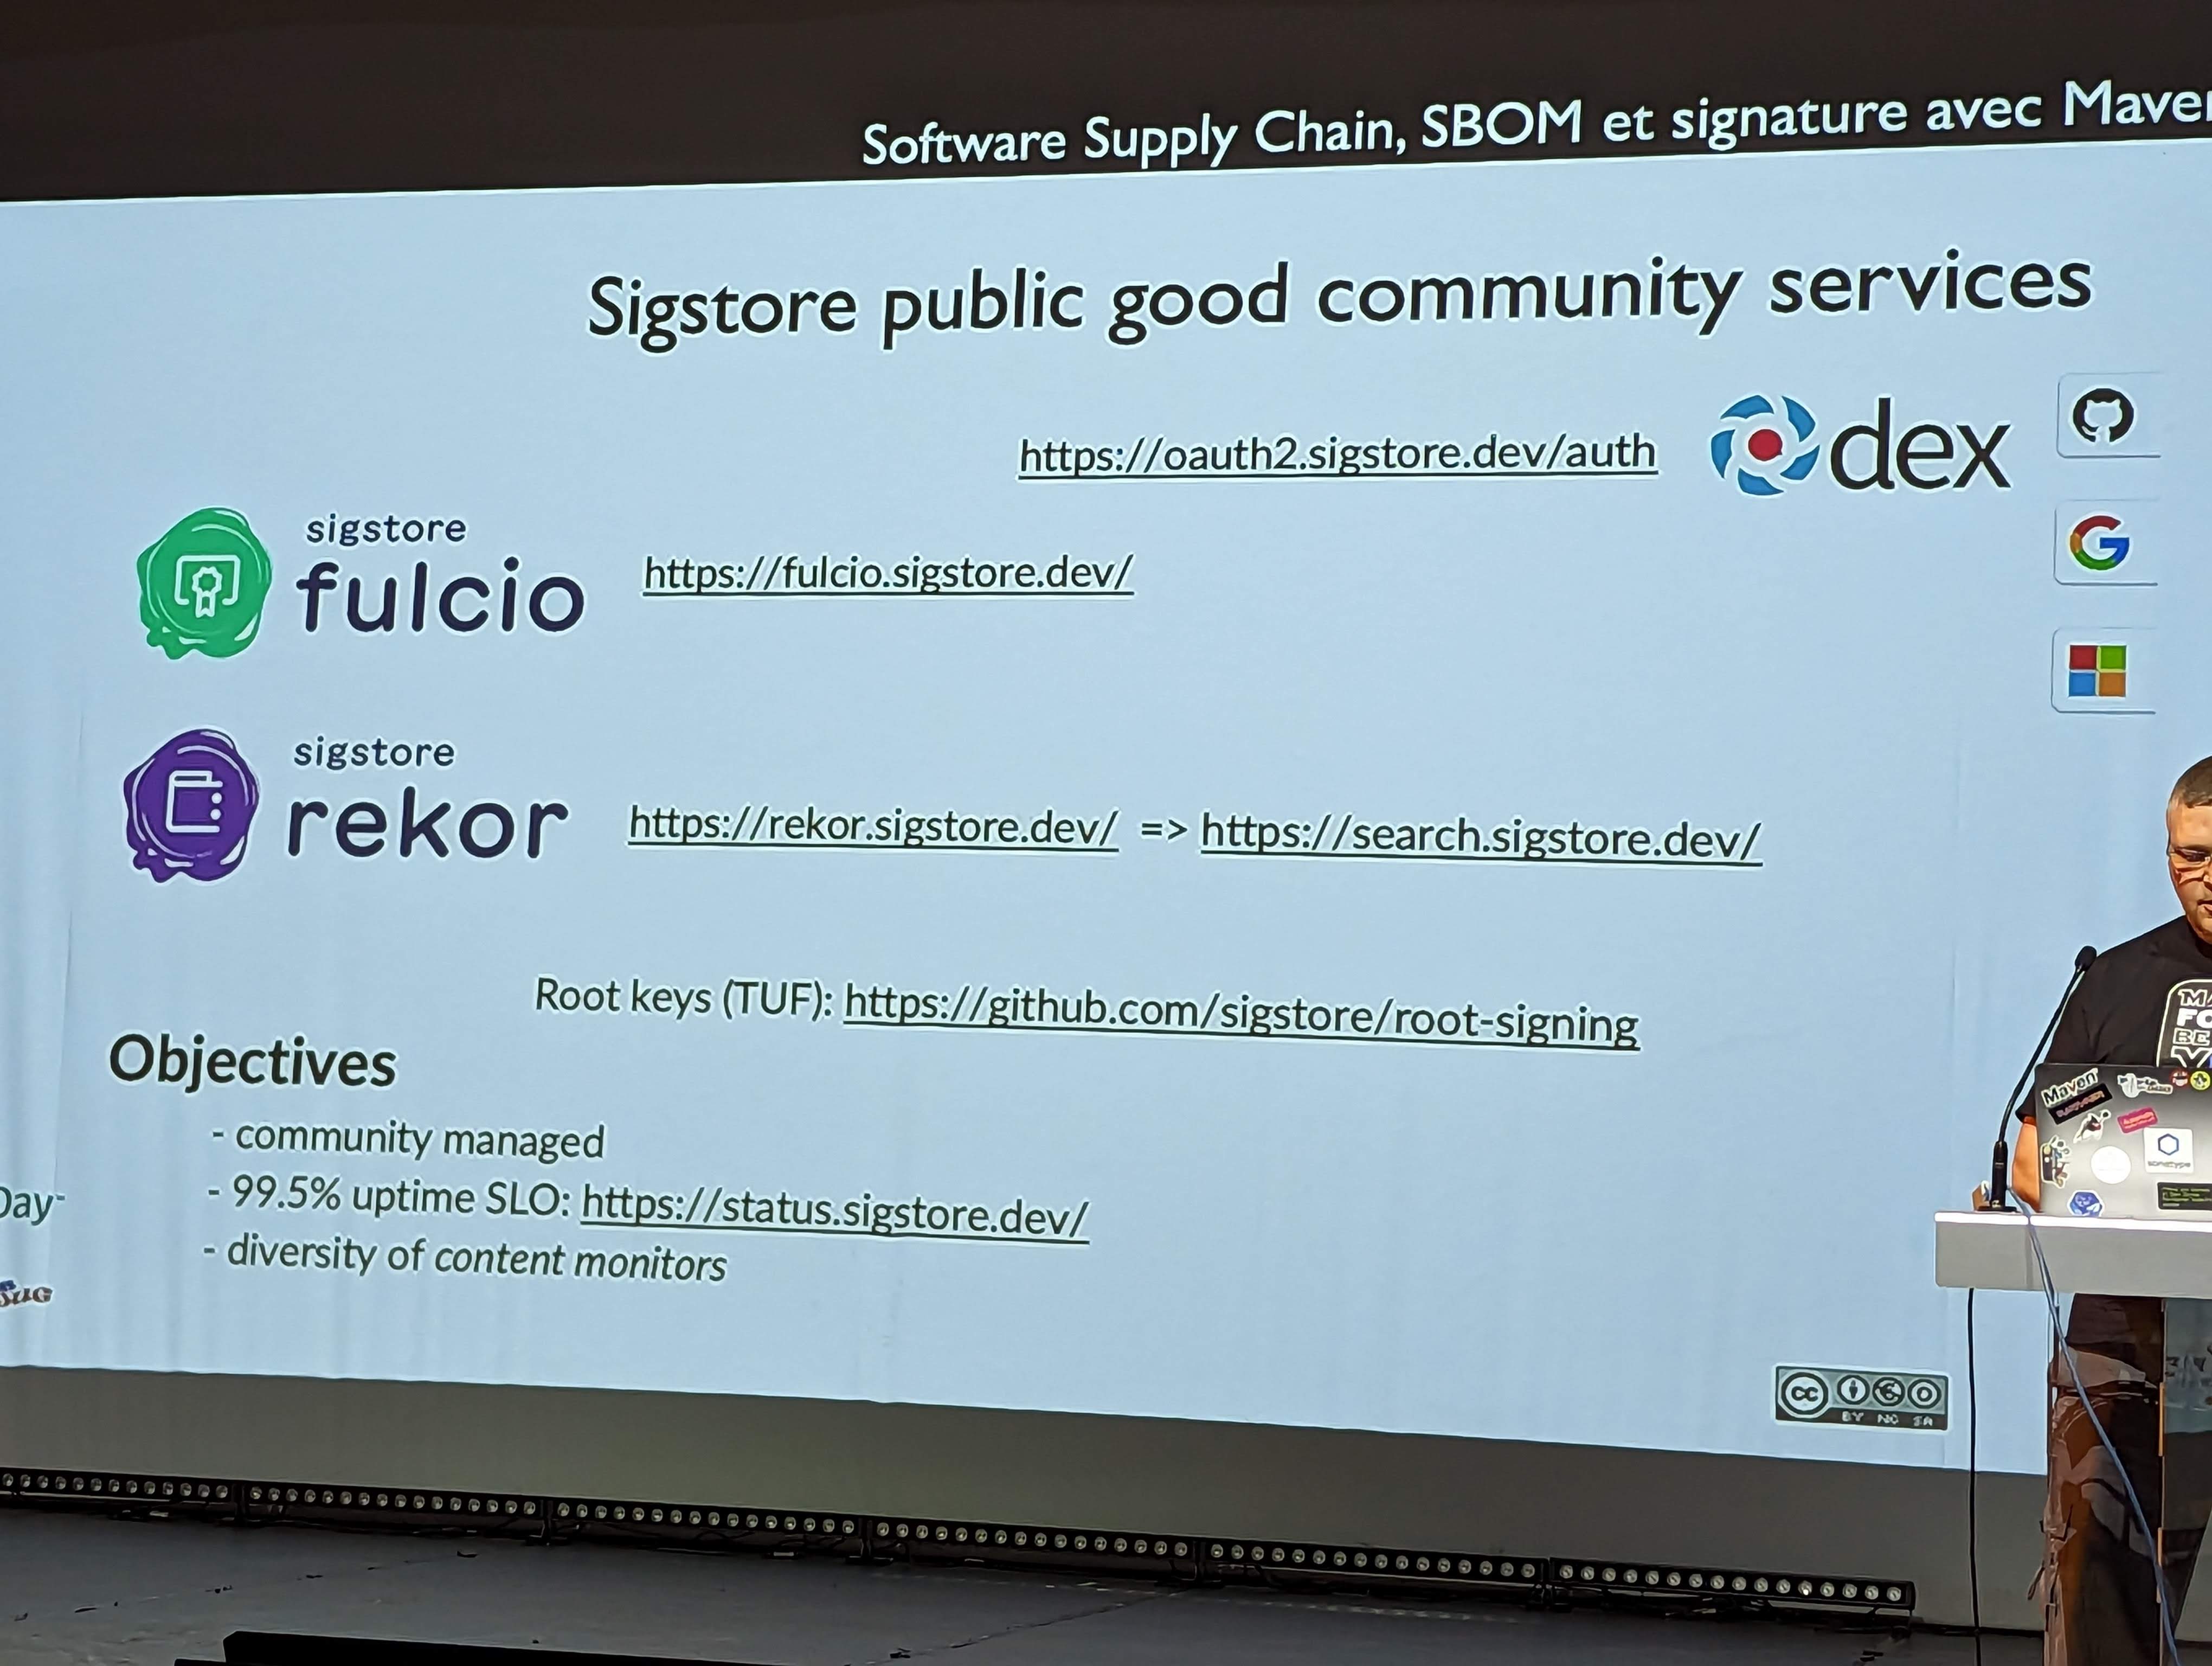 Software Supply Chain, SBOM et signature avec Maven
Sigstore public good community services
https://oauth2.sigstore.dev/auth
dex
sigstore
fulcio
https://fulcio.sigstore.dev/
sigstore
rekor
https://rekor.sigstore.dev/ => https://search.sigstore.dev/
Root keys (TUF): https://github.com/sigstore/root-signing
Objectives
- community managed
- 99.5% uptime SLO: https://status.sigstore.dev/
- diversity of content monitors
Day
cc
BY NC SA
Maven
sonatype